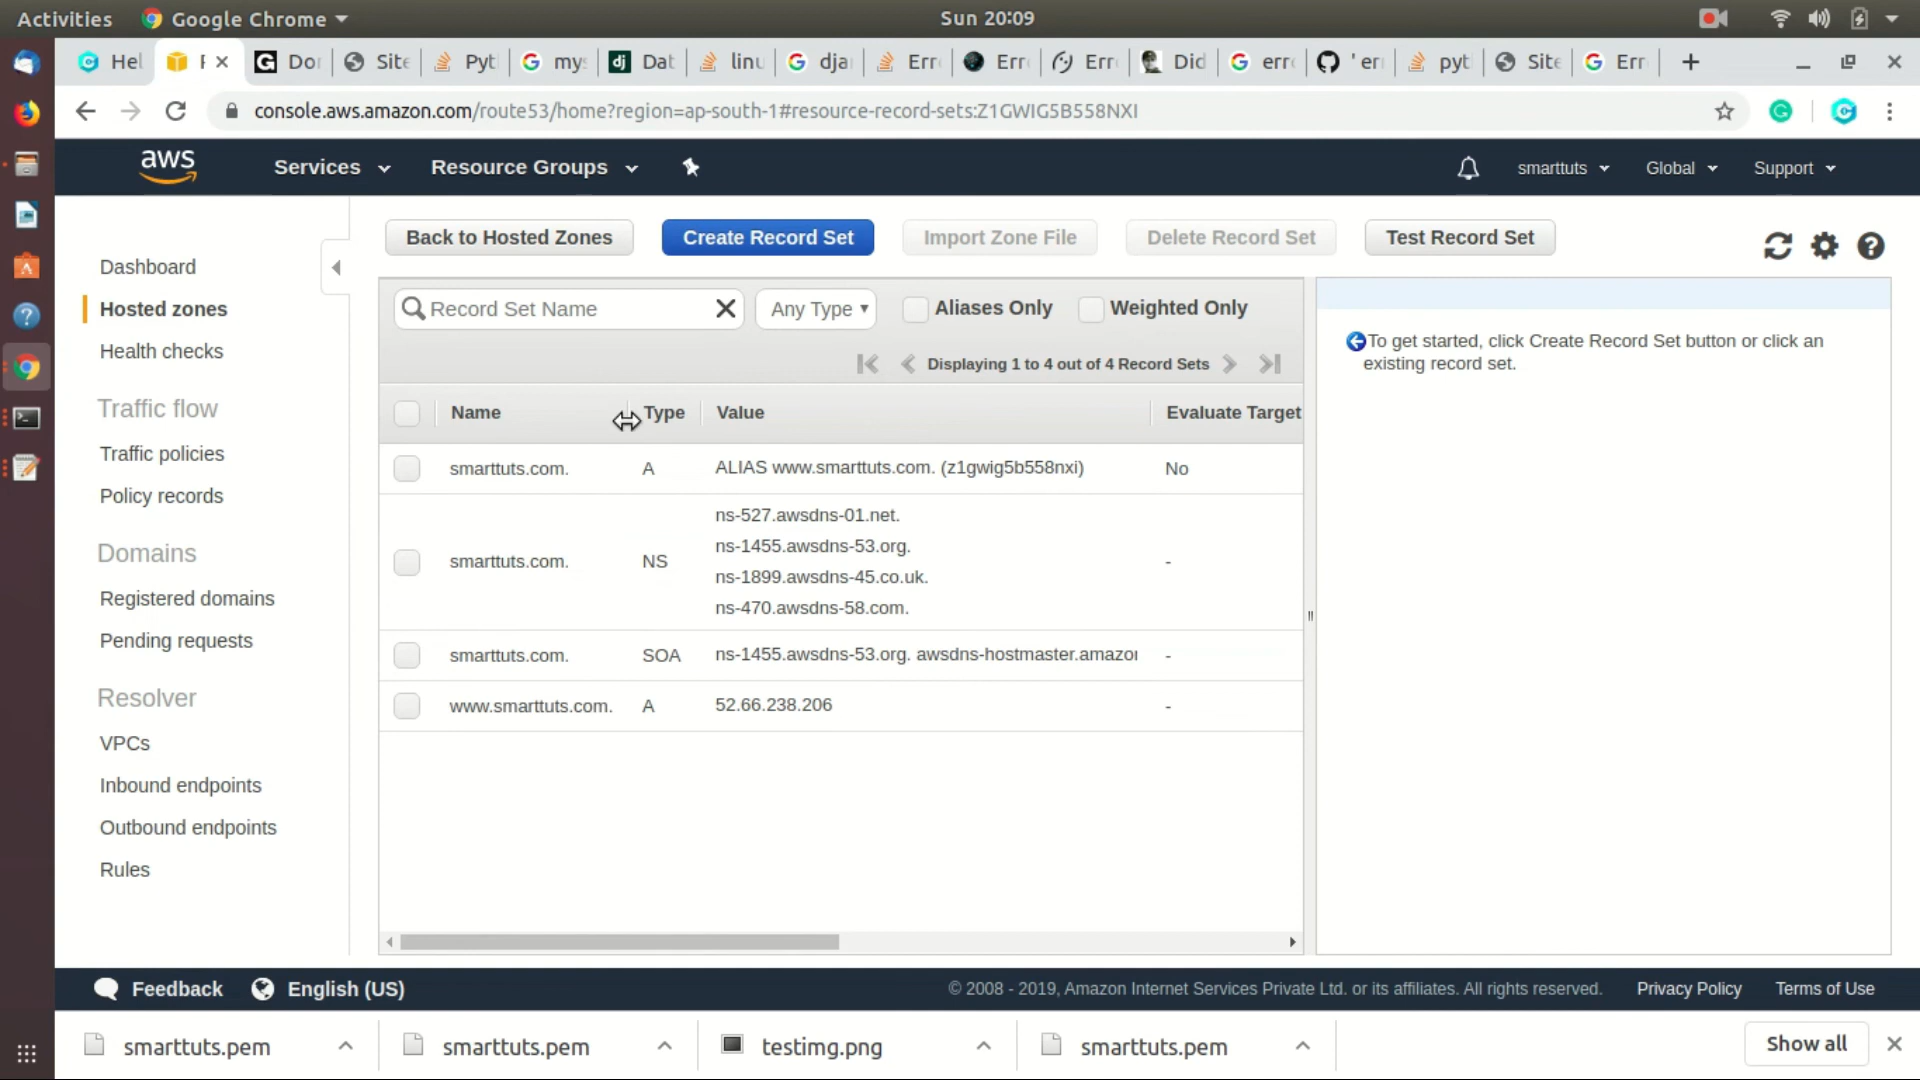 Activities Google Chrome Sun 20:09
Hel F Dor Site Pyt mys Dat linu dja Erro Erro Erro Did erro 'err pyt Site Erro
console.aws.amazon.com/route53/home?region=ap-south-1#resource-record-sets:Z1GWIG5B558NXI
aws Services Resource Groups smarttuts Global Support
Back to Hosted Zones Create Record Set Import Zone File Delete Record Set Test Record Set
Dashboard
Hosted zones
Health checks
Traffic flow
Traffic policies
Policy records
Domains
Registered domains
Pending requests
Resolver
VPCs
Inbound endpoints
Outbound endpoints
Rules
Record Set Name Any Type Aliases Only Weighted Only
Displaying 1 to 4 out of 4 Record Sets
Name Type Value Evaluate Target
smarttuts.com. A ALIAS www.smarttuts.com. (z1gwig5b558nxi) No
smarttuts.com. NS ns-527.awsdns-01.net. -
ns-1455.awsdns-53.org.
ns-1899.awsdns-45.co.uk.
ns-470.awsdns-58.com.
smarttuts.com. SOA ns-1455.awsdns-53.org. awsdns-hostmaster.amazon -
www.smarttuts.com. A 52.66.238.206 -
To get started, click Create Record Set button or click an
existing record set.
Feedback English (US) © 2008 - 2019, Amazon Internet Services Private Ltd. or its affiliates. All rights reserved. Privacy Policy Terms of Use
smarttuts.pem smarttuts.pem testimg.png smarttuts.pem Show all